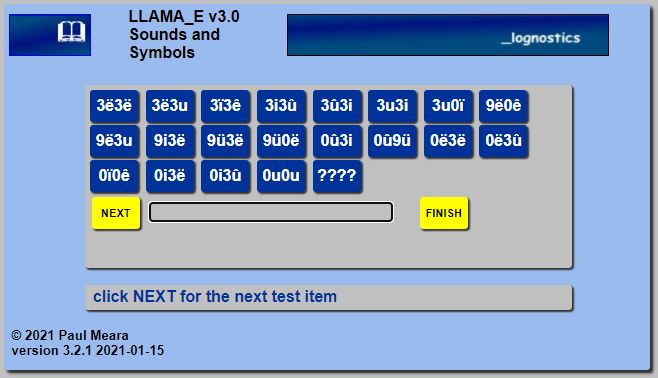 LLAMA_E v3.0
Sounds and
Symbols
_lognostics
3ë3ë 3ë3u 3ï3ê 3i3û 3û3i 3u3i 3u0ï 9ë0ê
9ë3u 9i3ë 9ü3ë 9ü0ë 0û3i 0û9ü 0ë3ë 0ë3û
0ï0ê 0i3ë 0i3û 0u0u ????
NEXT FINISH
click NEXT for the next test item
© 2021 Paul Meara
version 3.2.1 2021-01-15